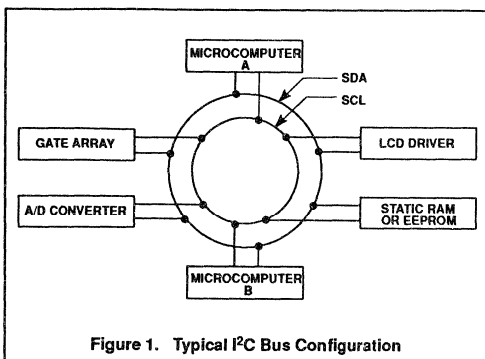 MICROCOMPUTER
A
SDA
SCL
GATE ARRAY
LCD DRIVER
A/D CONVERTER
STATIC RAM
OR EEPROM
MICROCOMPUTER
B
Figure 1. Typical I²C Bus Configuration